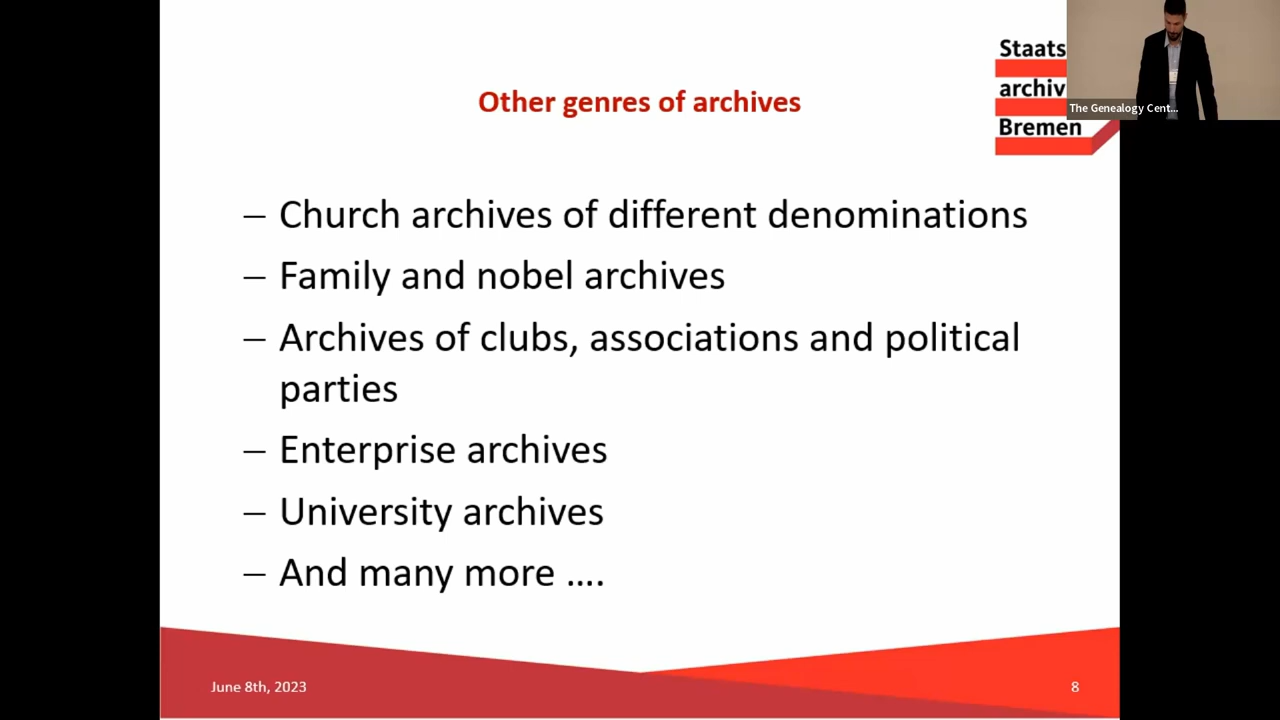 Other genres of archives
Staats
archiv
Bremen
The Genealogy Cent...
– Church archives of different denominations
– Family and nobel archives
– Archives of clubs, associations and political
parties
– Enterprise archives
– University archives
– And many more ....
June 8th, 2023
8